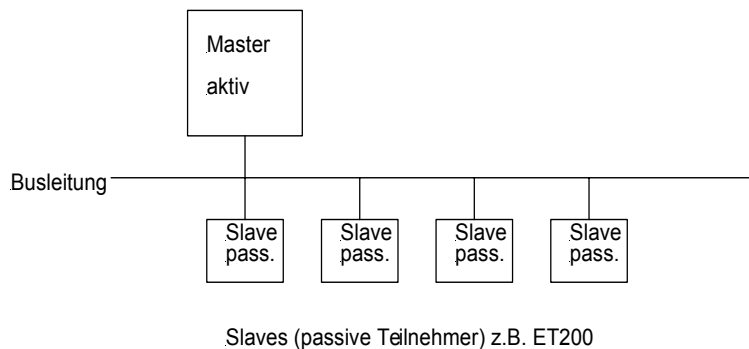 Master
aktiv
Busleitung
Slave Slave Slave Slave
pass. pass. pass. pass.
Slaves (passive Teilnehmer) z.B. ET200